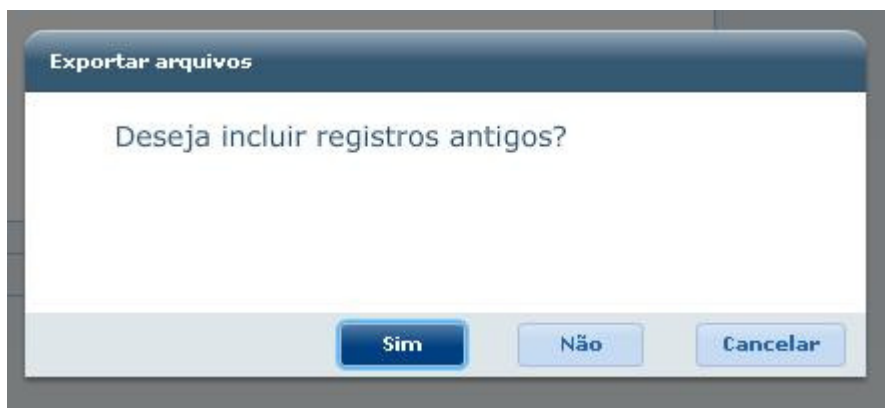 Exportar arquivos
Deseja incluir registros antigos?
Sim Não Cancelar